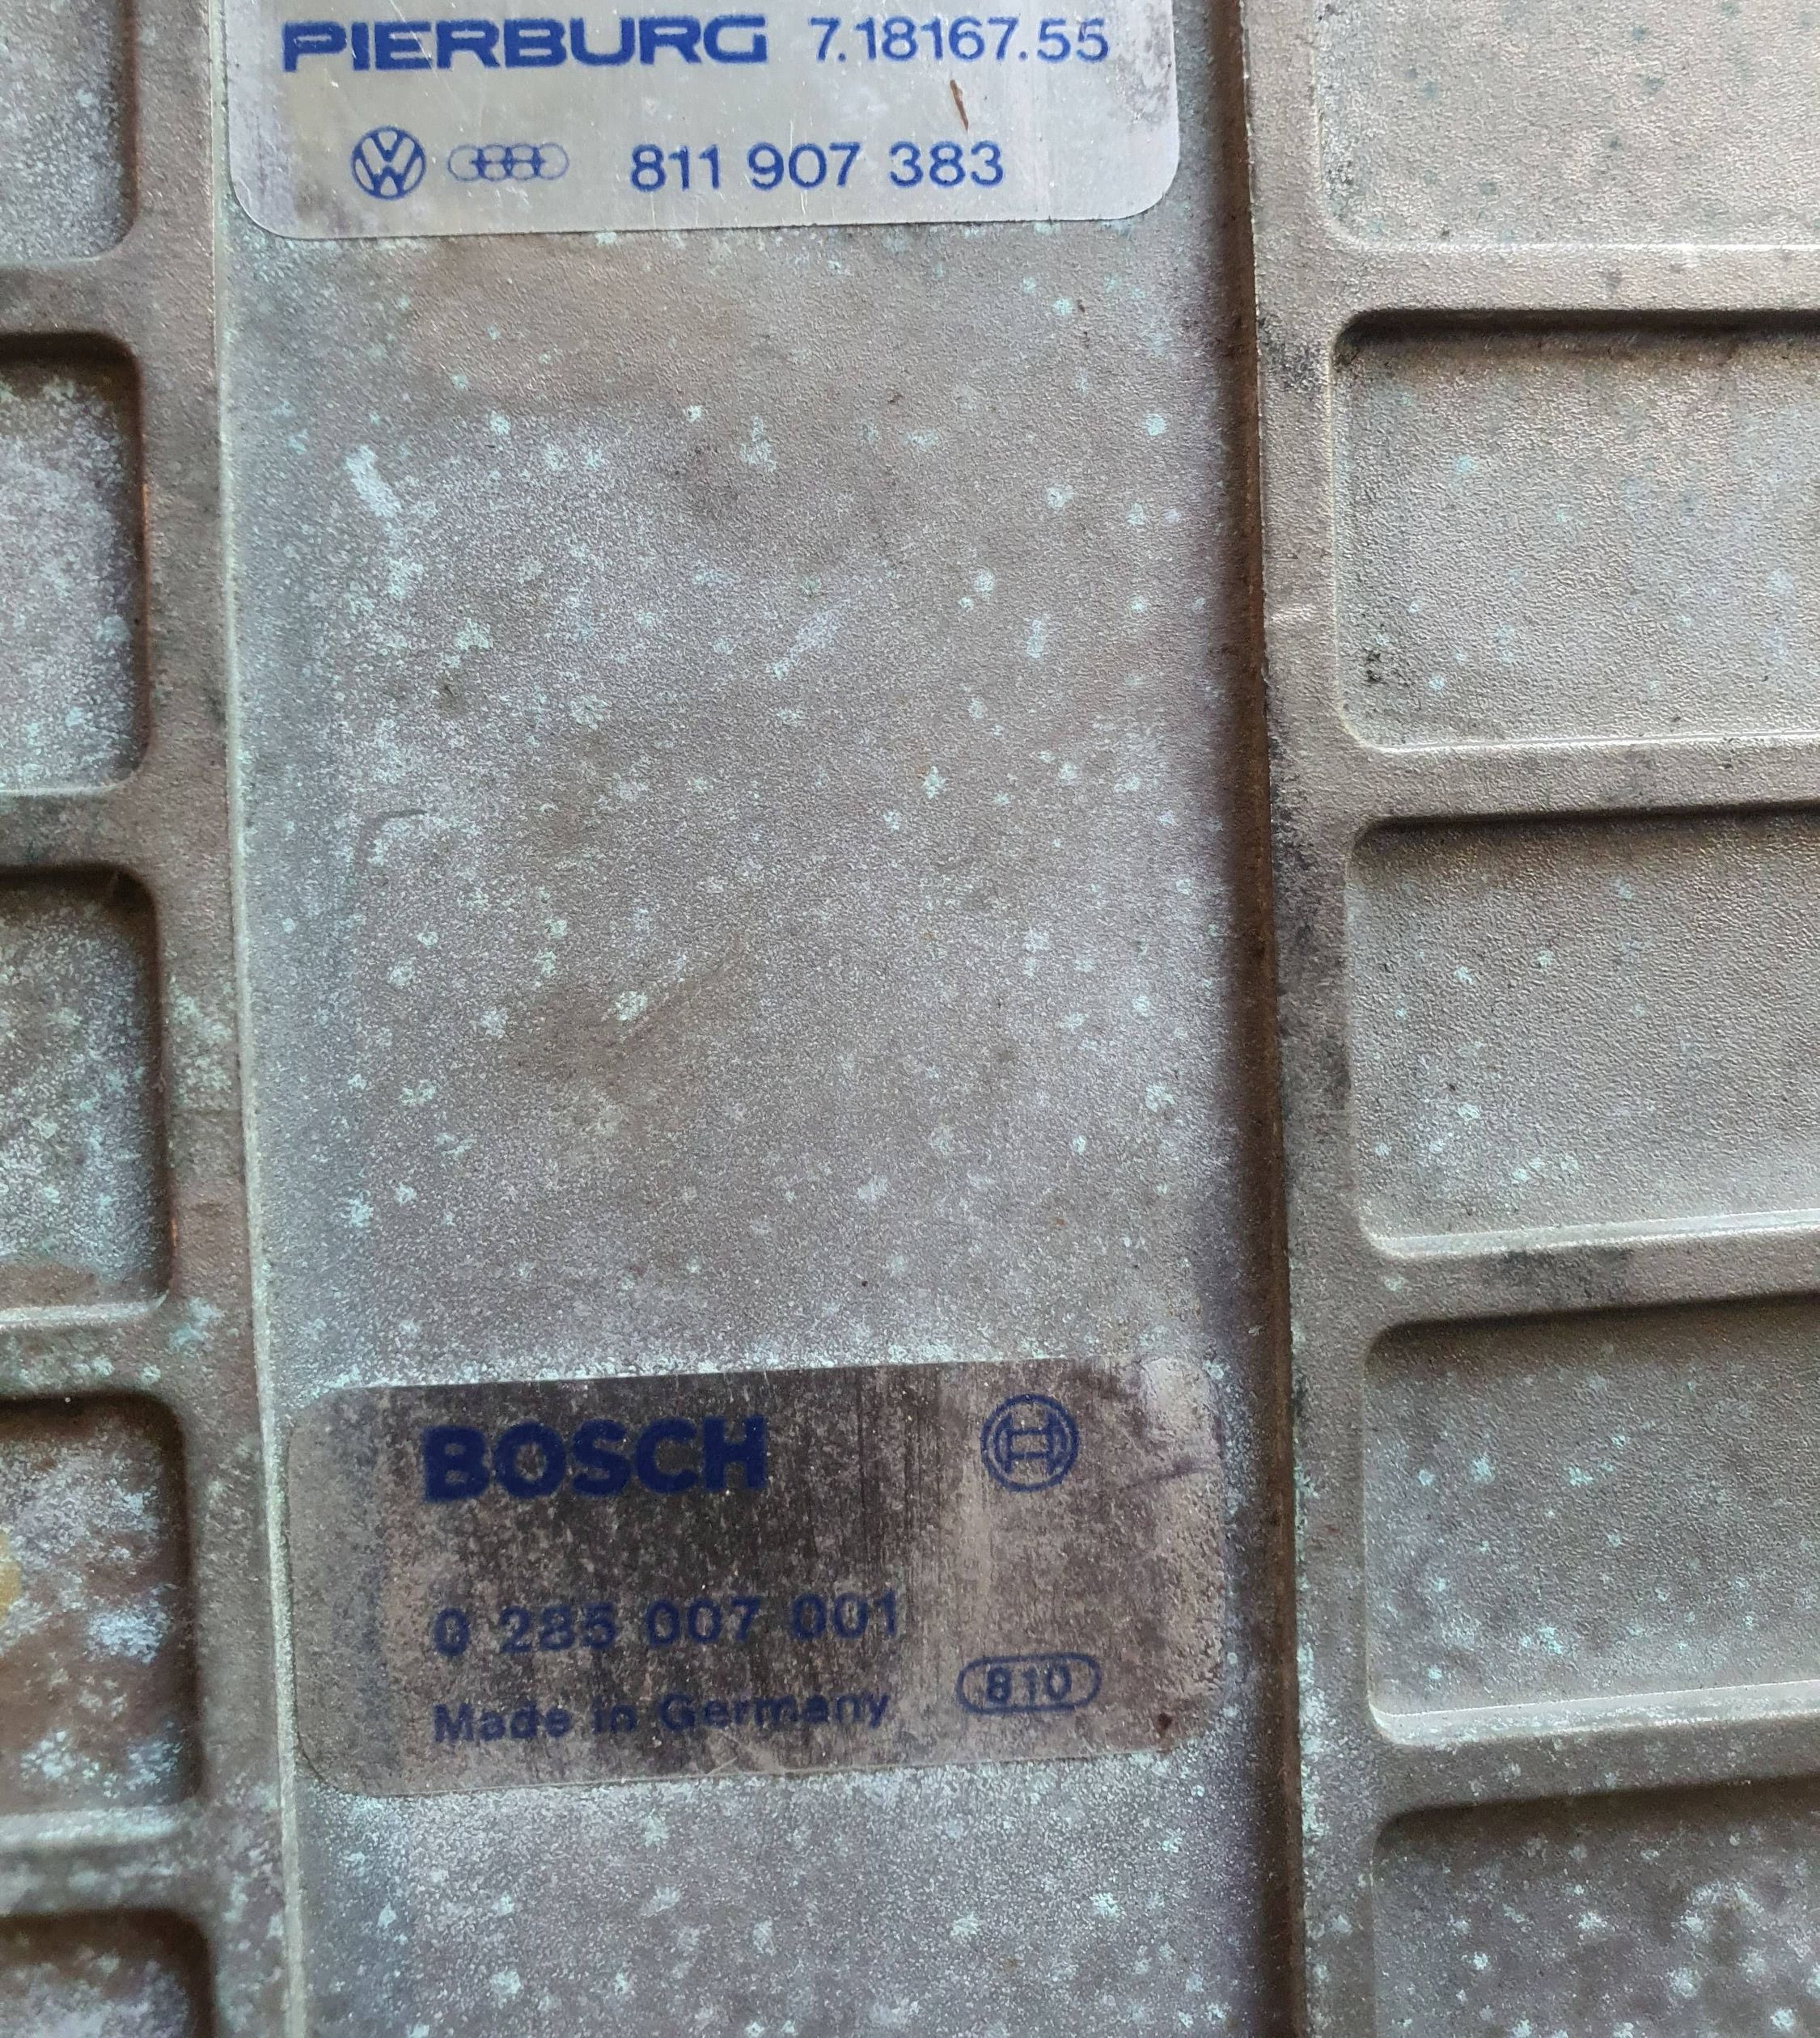 PIERBURG 7.18167.55
811 907 383
BOSCH
0 285 007 001
Made in Germany 810